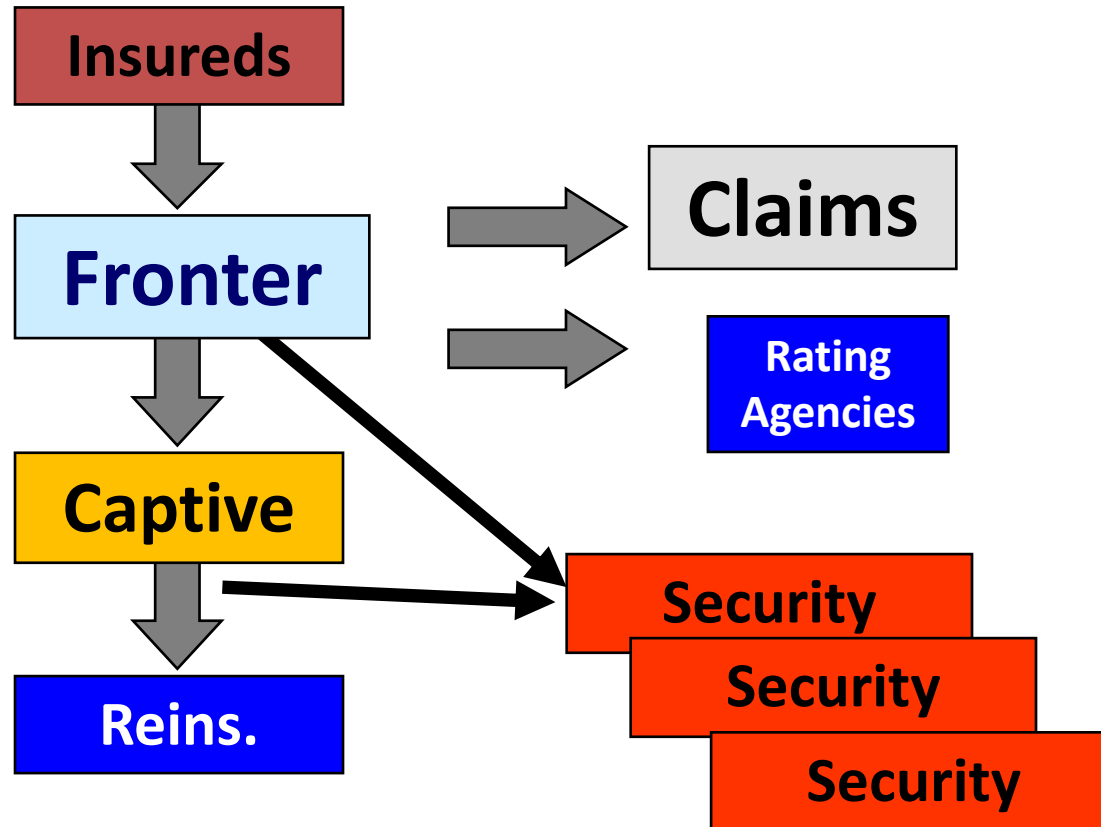 Insureds
Claims
Fronter
Rating
Agencies
Captive
Security
Security
Reins.
Security